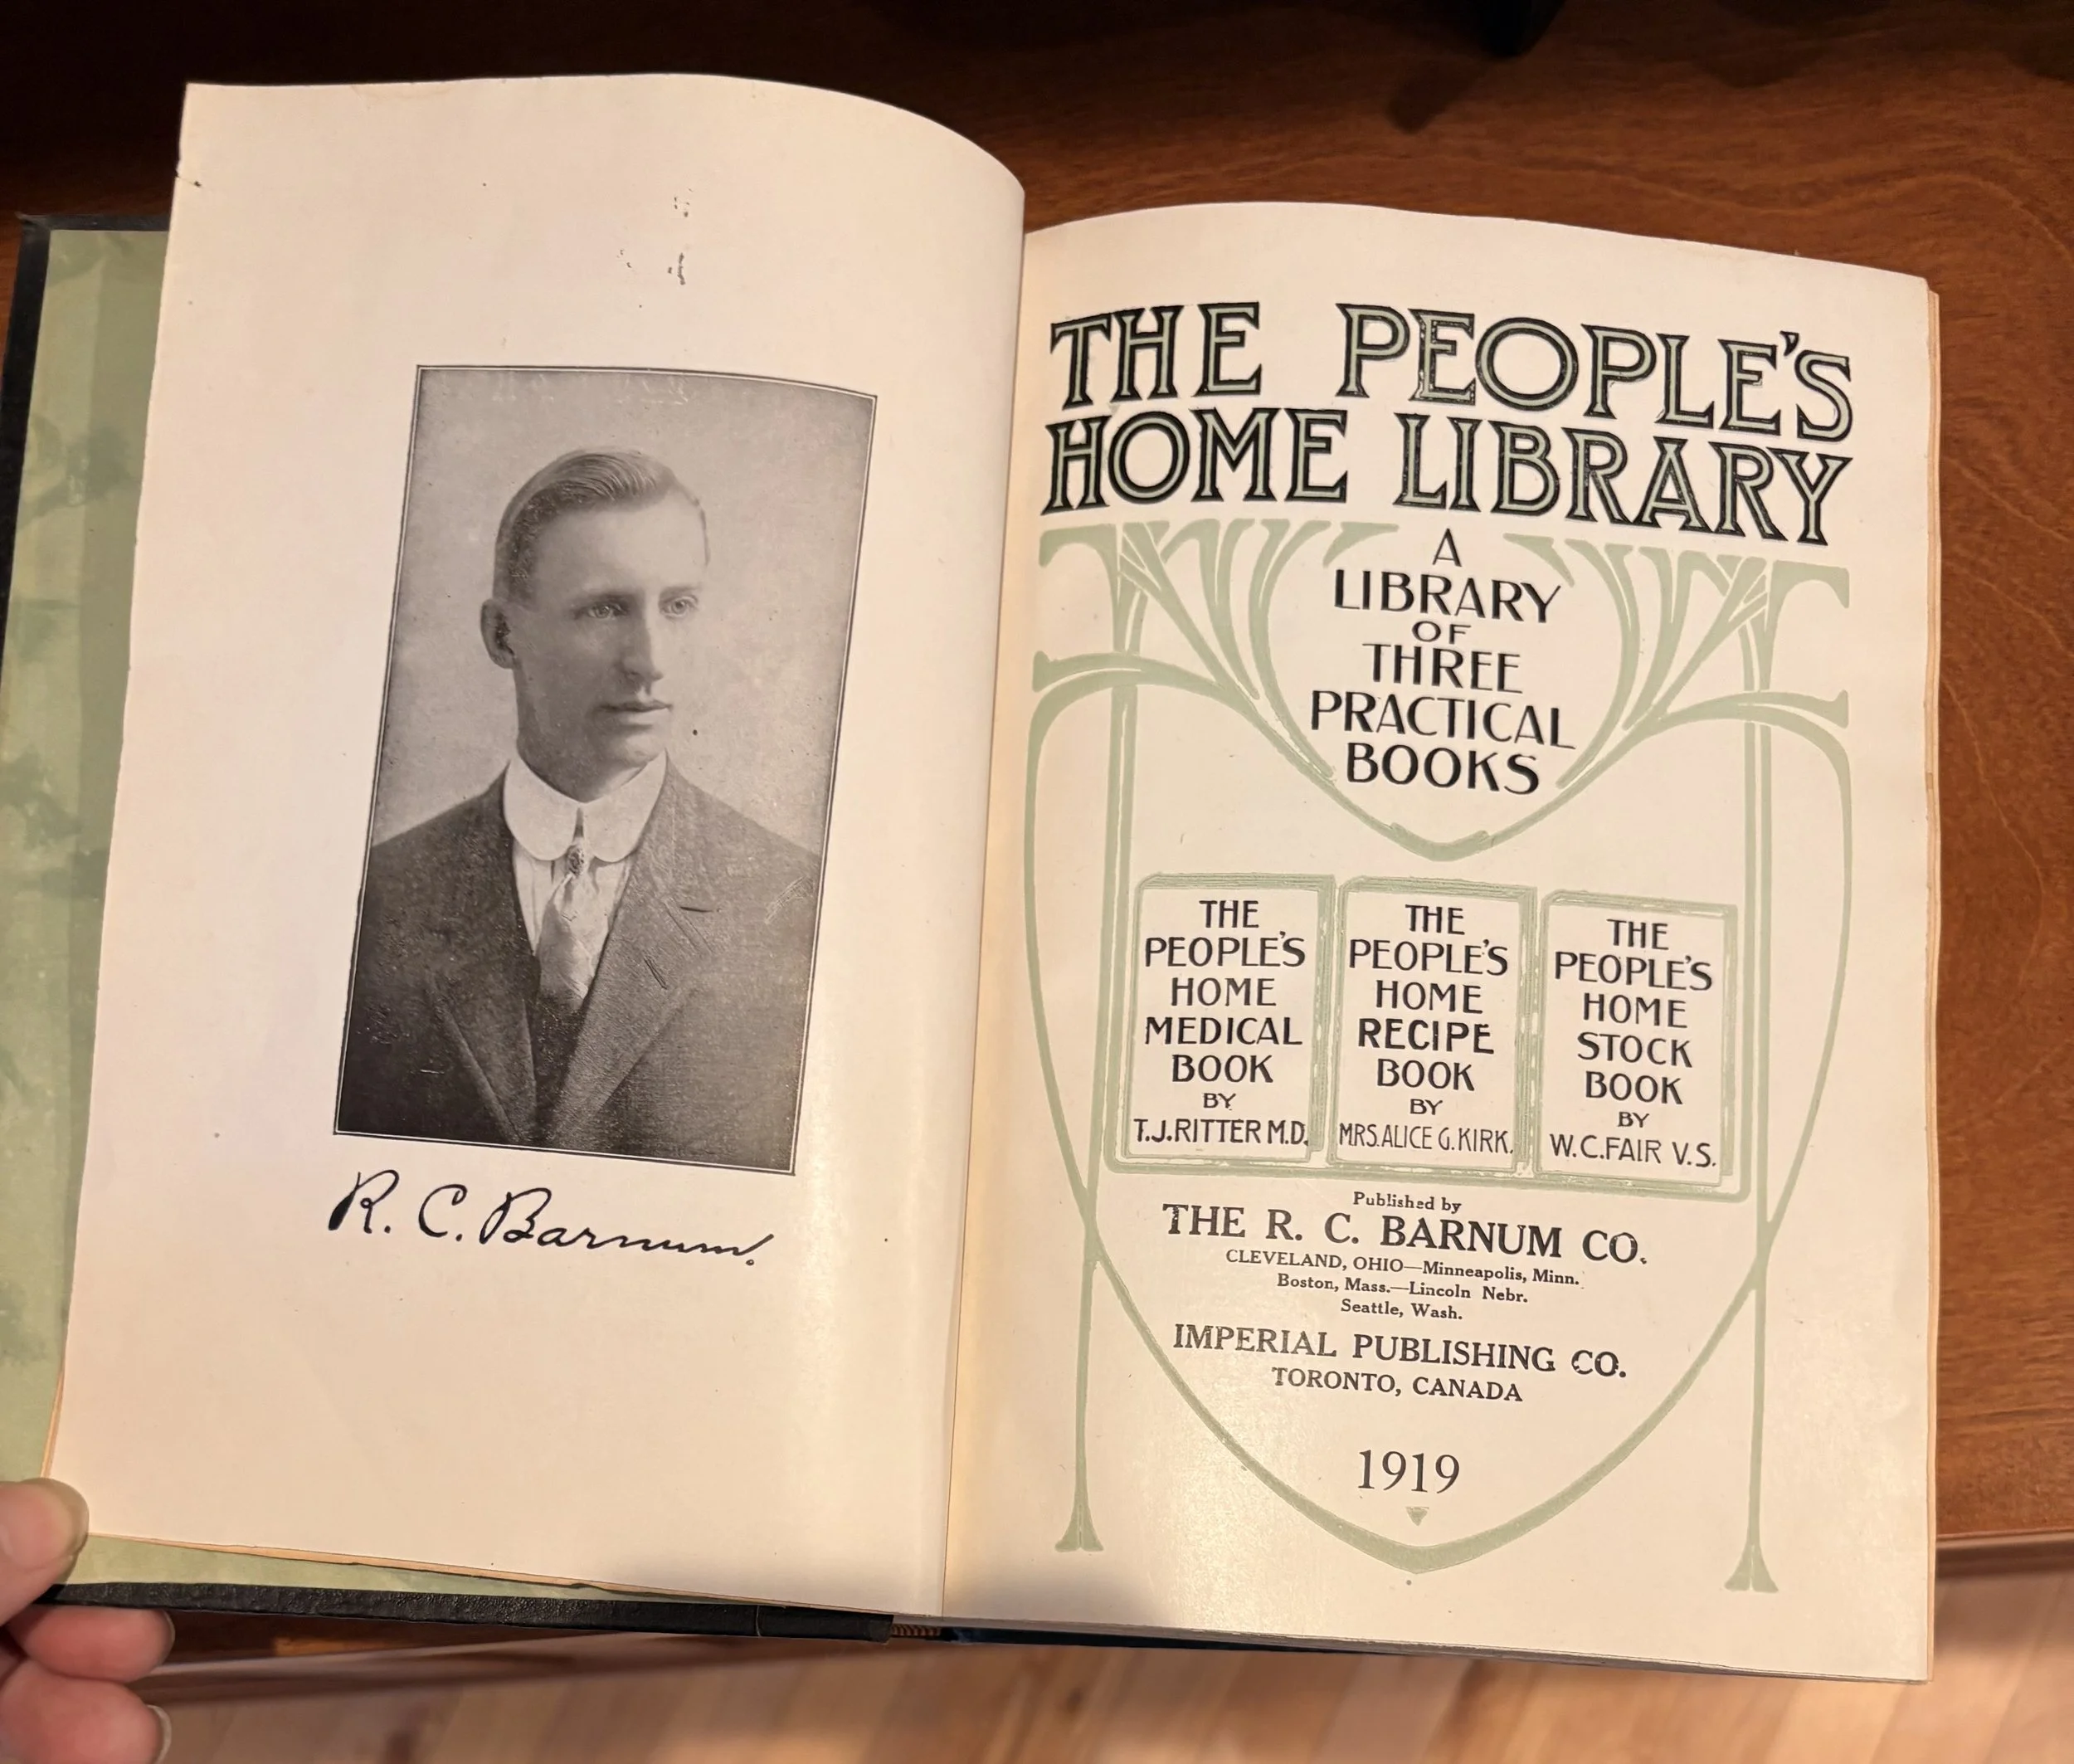 R. C. Barnum.
THE PEOPLE'S
HOME LIBRARY
A
LIBRARY
OF
THREE
PRACTICAL
BOOKS
THE
PEOPLE'S
HOME
MEDICAL
BOOK
BY
T.J.RITTER M.D.
THE
PEOPLE'S
HOME
RECIPE
BOOK
BY
MRS.ALICE G.KIRK.
THE
PEOPLE'S
HOME
STOCK
BOOK
BY
W.C.FAIR V.S.
Published by
THE R. C. BARNUM CO.
CLEVELAND, OHIO—Minneapolis, Minn.
Boston, Mass.—Lincoln Nebr.
Seattle, Wash.
IMPERIAL PUBLISHING CO.
TORONTO, CANADA
1919